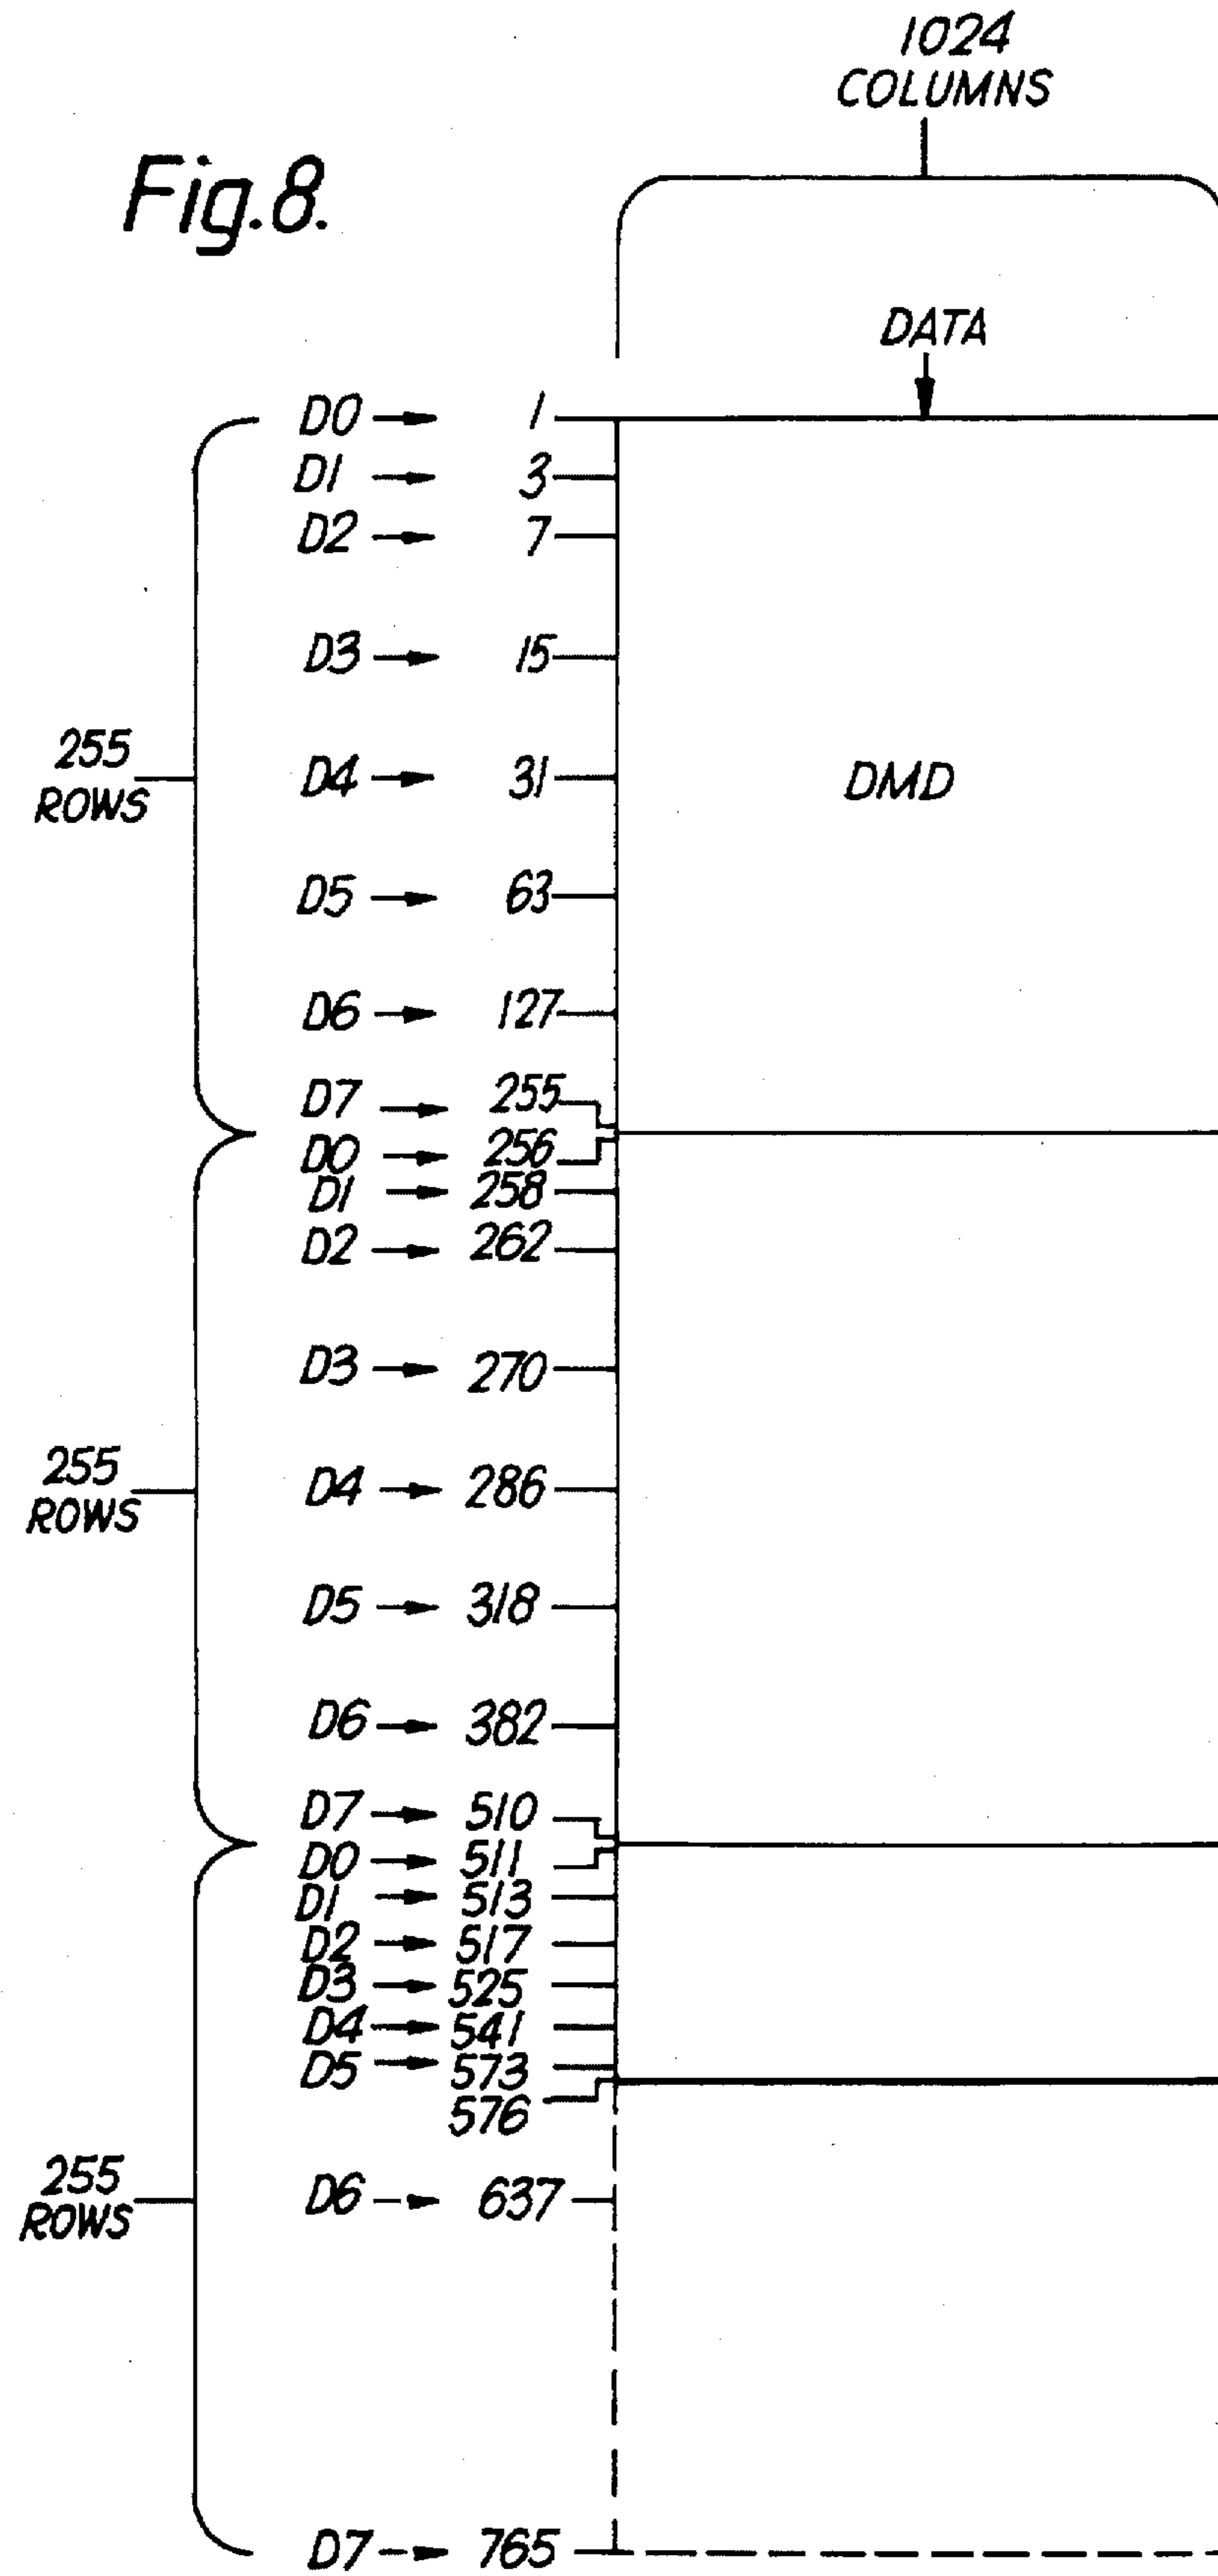 1024
COLUMNS
Fig.8.
DATA
D0 1
D1 3
D2 7
D3 15
255
ROWS
D4 31
DMD
D5 63
D6 127
D7 255
D0 256
D1 258
D2 262
D3 270
255
ROWS
D4 286
D5 318
D6 382
D7 510
D0 511
D1 513
D2 517
D3 525
D4 541
D5 573
576
255
ROWS
D6 637
D7 765